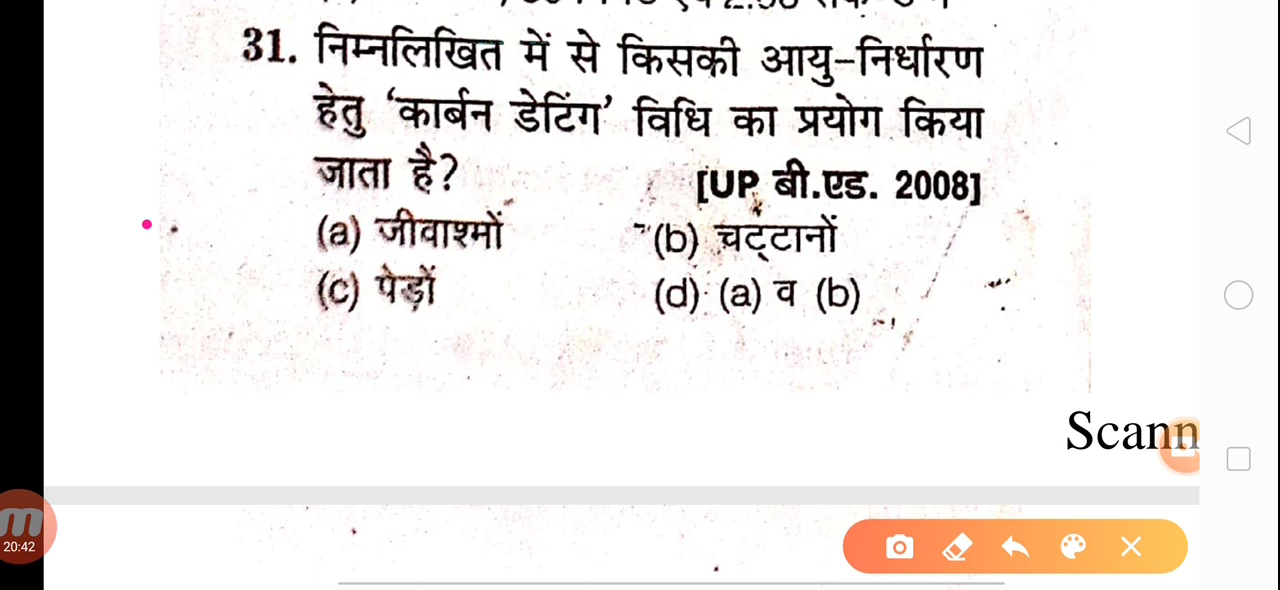 31. निम्नलिखित में से किसकी आयु-निर्धारण
हेतु 'कार्बन डेटिंग' विधि का प्रयोग किया
जाता है?
[UP बी.एड. 2008]
(a) जीवाश्मों (b) चट्टानों
(c) पेड़ों (d) (a) व (b)
Scann
20:42